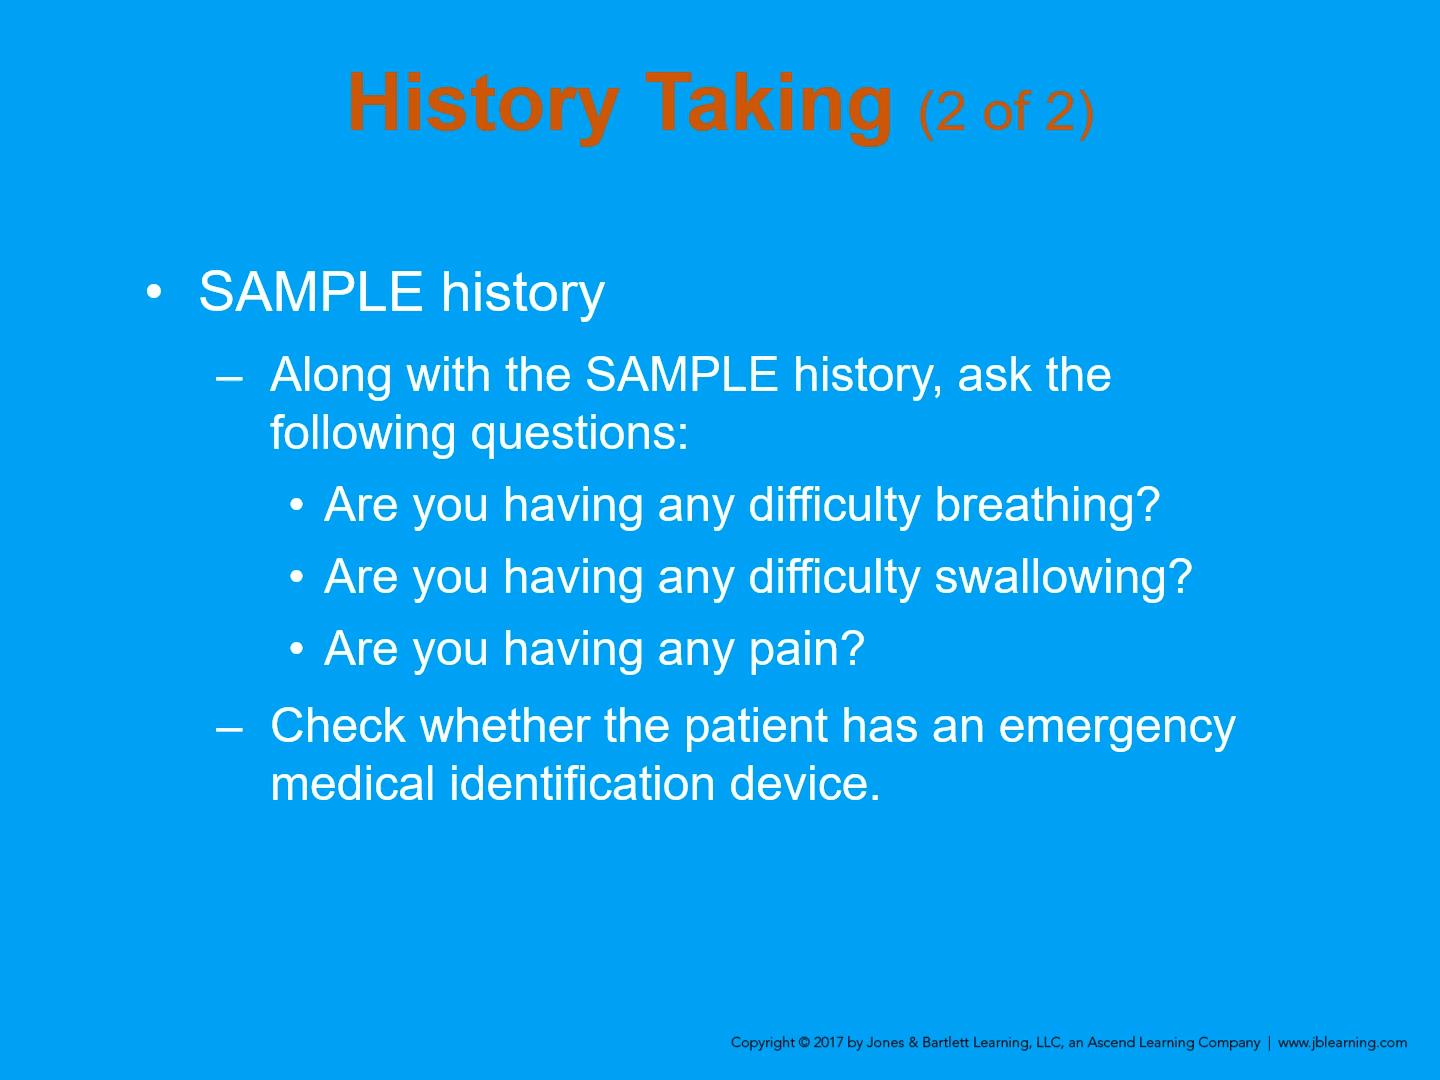 History Taking (2 of 2)
• SAMPLE history
– Along with the SAMPLE history, ask the
following questions:
• Are you having any difficulty breathing?
• Are you having any difficulty swallowing?
• Are you having any pain?
– Check whether the patient has an emergency
medical identification device.
Copyright © 2017 by Jones & Bartlett Learning, LLC, an Ascend Learning Company | www.jblearning.com